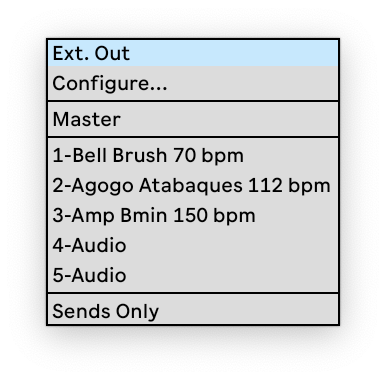 Ext. Out
Configure...
Master
1-Bell Brush 70 bpm
2-Agogo Atabaques 112 bpm
3-Amp Bmin 150 bpm
4-Audio
5-Audio
Sends Only